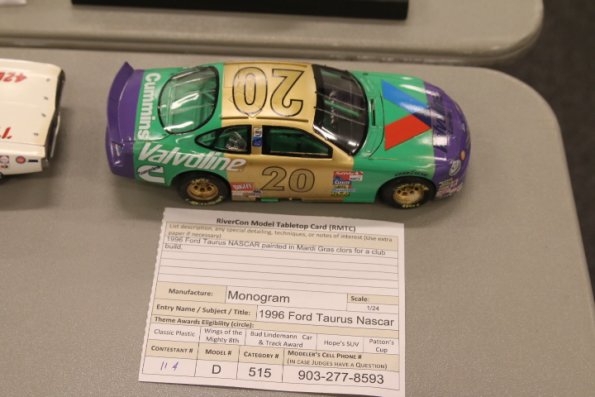 20
Cummins
Valvoline
20
RiverCon Model Tabletop Card (RMTC)
List description, any special detailing, techniques, or notes of interest (Use extra
paper if necessary)
1996 Ford Taurus NASCAR painted in Mardi Gras clors for a club
build.
Manufacture: Monogram Scale:
1/24
Entry Name / Subject / Title: 1996 Ford Taurus Nascar
Theme Awards Eligibility (circle):
Classic Plastic Wings of the Mighty 8th Bud Lindemann Car & Track Award Hope's SUV Patton's Cup
Contestant # Model # Category # Modeler's Cell Phone #
(in case Judges have a Question)
11 A D 515 903-277-8593